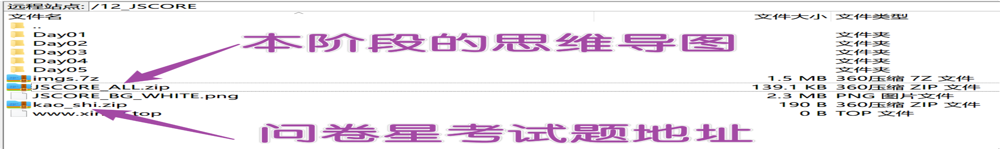 远程站点: /12_JSCORE
文件名 文件大小 文件类型
..
Day01 文件夹
本阶段的思维导图
Day02 文件夹
Day03 文件夹
Day04 文件夹
Day05 文件夹
imgs.7z 1.5 MB 360压缩 7Z 文件
JSCORE_ALL.zip 139.1 KB 360压缩 ZIP 文件
JSCORE_BG_WHITE.png 2.3 MB PNG 图片文件
kao_shi.zip 190 B 360压缩 ZIP 文件
0 B TOP 文件
问卷星考试题地址